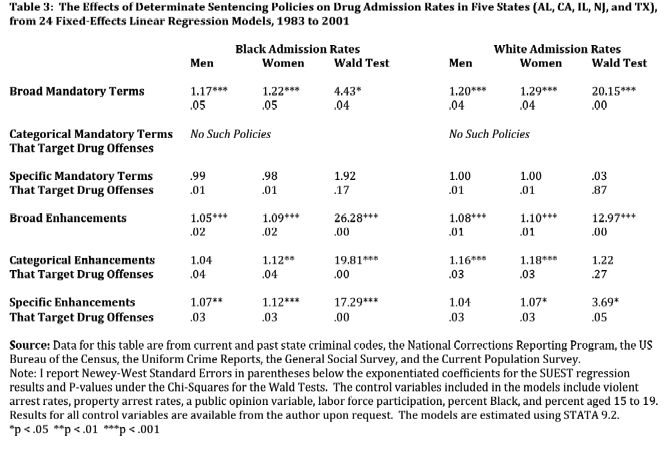 Table 3: The Effects of Determinate Sentencing Policies on Drug Admission Rates in Five States (AL, CA, IL, NJ, and TX),
from 24 Fixed-Effects Linear Regression Models, 1983 to 2001
Black Admission Rates White Admission Rates
Men Women Wald Test Men Women Wald Test
Broad Mandatory Terms 1.17*** 1.22*** 4.43* 1.20*** 1.29*** 20.15***
.05 .05 .04 .04 .04 .00
Categorical Mandatory Terms No Such Policies No Such Policies
That Target Drug Offenses
Specific Mandatory Terms .99 .98 1.92 1.00 1.00 .03
That Target Drug Offenses .01 .01 .17 .01 .01 .87
Broad Enhancements 1.05*** 1.09*** 26.28*** 1.08*** 1.10*** 12.97***
.02 .02 .00 .01 .01 .00
Categorical Enhancements 1.04 1.12** 19.81*** 1.16*** 1.18*** 1.22
That Target Drug Offenses .04 .04 .00 .03 .03 .27
Specific Enhancements 1.07** 1.12*** 17.29*** 1.04 1.07* 3.69*
That Target Drug Offenses .03 .03 .00 .03 .03 .05
Source: Data for this table are from current and past state criminal codes, the National Corrections Reporting Program, the US
Bureau of the Census, the Uniform Crime Reports, the General Social Survey, and the Current Population Survey.
Note: I report Newey-West Standard Errors in parentheses below the exponentiated coefficients for the SUEST regression
results and P-values under the Chi-Squares for the Wald Tests. The control variables included in the models include violent
arrest rates, property arrest rates, a public opinion variable, labor force participation, percent Black, and percent aged 15 to 19.
Results for all control variables are available from the author upon request. The models are estimated using STATA 9.2.
*p < .05 **p < .01 ***p < .001